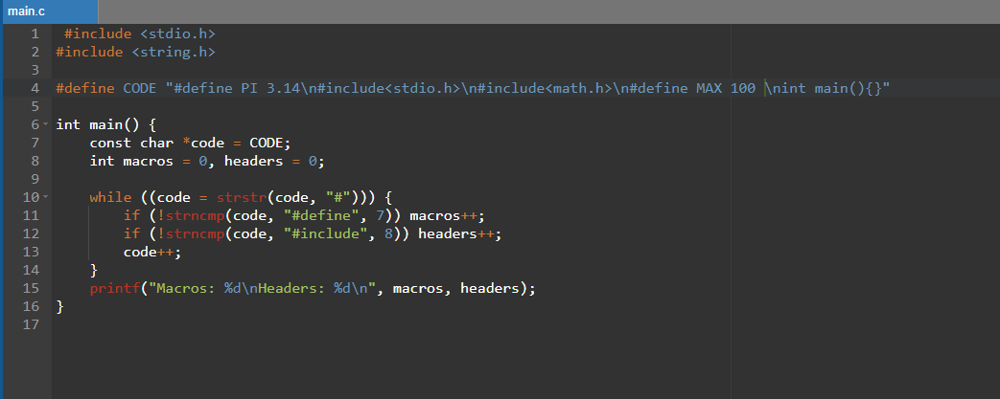 main.c
1 #include <stdio.h>
2 #include <string.h>
3
4 #define CODE "#define PI 3.14\n#include<stdio.h>\n#include<math.h>\n#define MAX 100 \nint main(){}"
5
6 int main() {
7     const char *code = CODE;
8     int macros = 0, headers = 0;
9
10     while ((code = strstr(code, "#"))) {
11         if (!strncmp(code, "#define", 7)) macros++;
12         if (!strncmp(code, "#include", 8)) headers++;
13         code++;
14     }
15     printf("Macros: %d\nHeaders: %d\n", macros, headers);
16 }
17